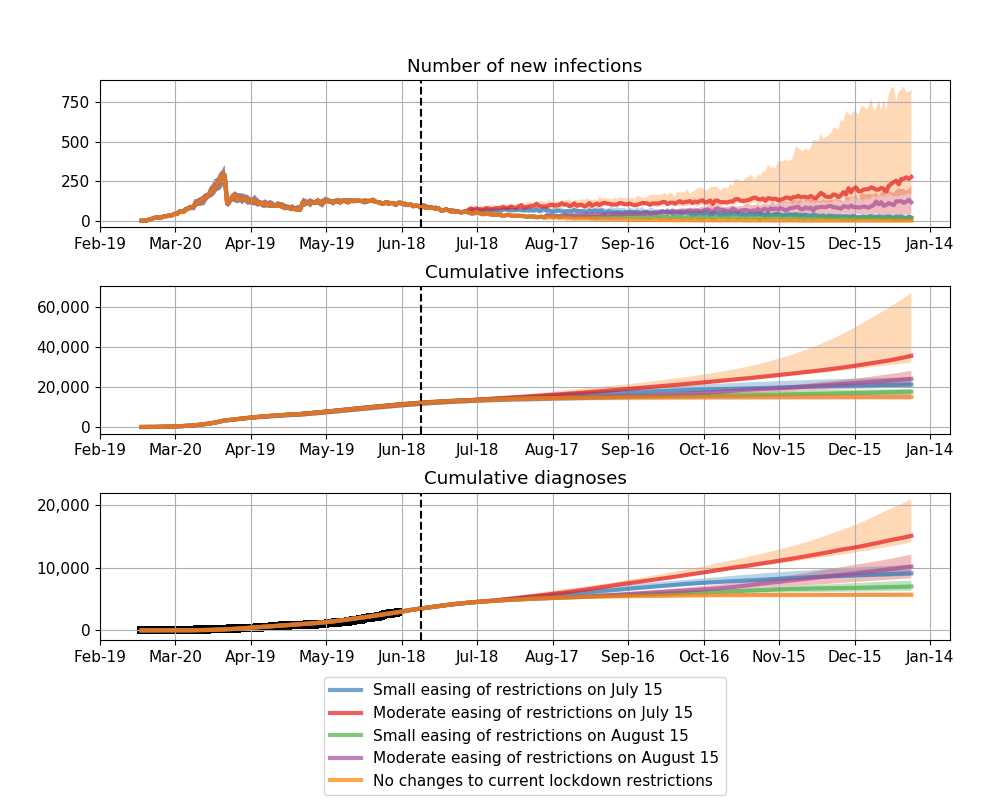 Number of new infections
750
500
250
0
Feb-19 Mar-20 Apr-19 May-19 Jun-18 Jul-18 Aug-17 Sep-16 Oct-16 Nov-15 Dec-15 Jan-14
Cumulative infections
60,000
40,000
20,000
0
Feb-19 Mar-20 Apr-19 May-19 Jun-18 Jul-18 Aug-17 Sep-16 Oct-16 Nov-15 Dec-15 Jan-14
Cumulative diagnoses
20,000
10,000
0
Feb-19 Mar-20 Apr-19 May-19 Jun-18 Jul-18 Aug-17 Sep-16 Oct-16 Nov-15 Dec-15 Jan-14
Small easing of restrictions on July 15
Moderate easing of restrictions on July 15
Small easing of restrictions on August 15
Moderate easing of restrictions on August 15
No changes to current lockdown restrictions